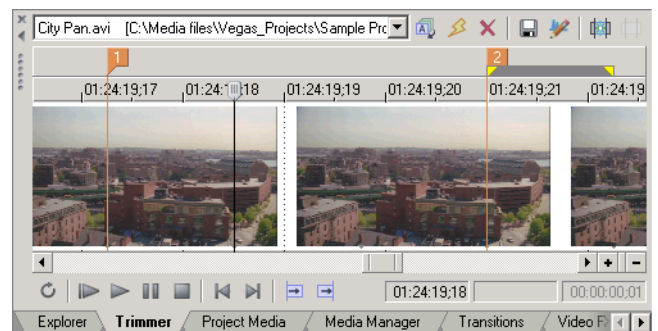 City Pan.avi [C:\Media files\Vegas_Projects\Sample Prc
1
2
01:24:19;17 01:24:19;18 01:24:19;19 01:24:19;20 01:24:19;21 01:24:19
01:24:19;18 00:00:00;01
Explorer Trimmer Project Media Media Manager Transitions Video F